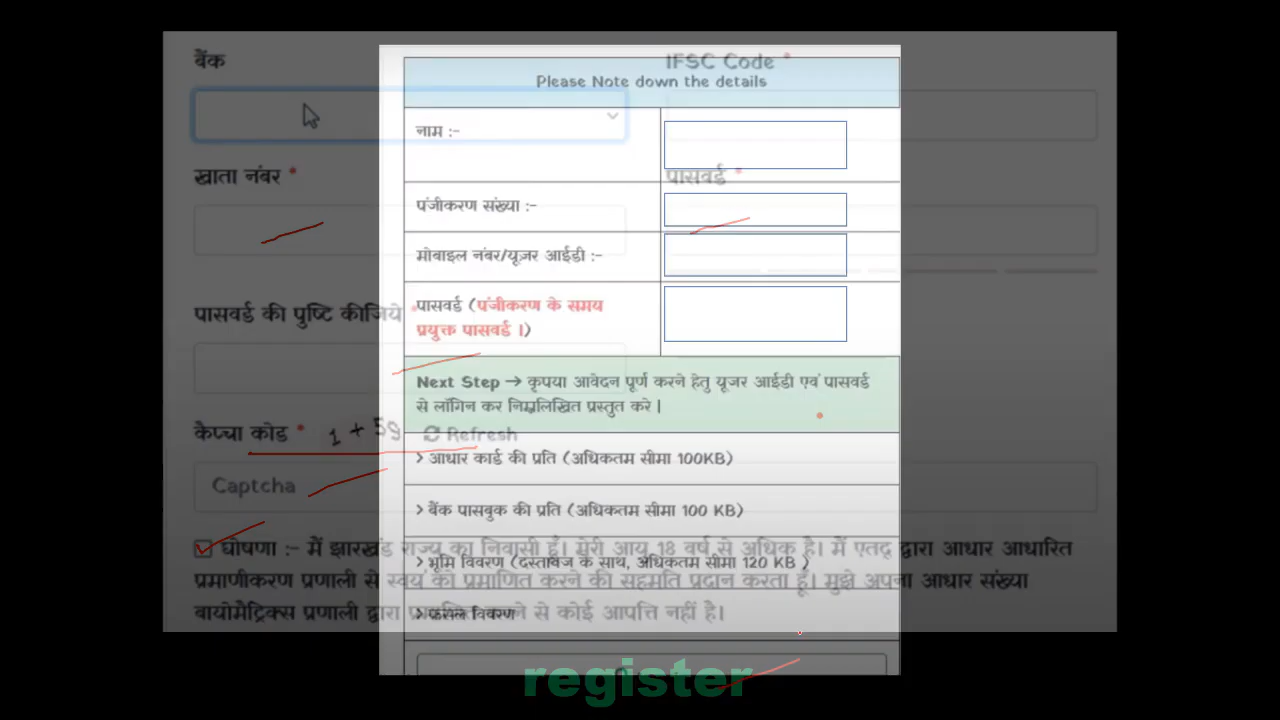 बैंक
IFSC Code *
Please Note down the details
नाम :-
खाता नंबर *
पासवर्ड *
पंजीकरण संख्या :-
मोबाइल नंबर/यूज़र आईडी :-
पासवर्ड की पुष्टि कीजिये *
पासवर्ड (पंजीकरण के समय
प्रयुक्त पासवर्ड ।)
Next Step → कृपया आवेदन पूर्ण करने हेतु यूजर आईडी एवं पासवर्ड
से लॉगिन कर निम्नलिखित प्रस्तुत करे |
कैप्चा कोड * 1 + 59 Refresh
> आधार कार्ड की प्रति (अधिकतम सीमा 100KB)
Captcha
> बैंक पासबुक की प्रति (अधिकतम सीमा 100 KB)
घोषणा :- मैं झारखंड राज्य का निवासी हूँ। मेरी आयु 18 वर्ष से अधिक है। मैं एतद् द्वारा आधार आधारित
> भूमि विवरण (दस्तावेज के साथ, अधिकतम सीमा 120 KB )
प्रमाणीकरण प्रणाली से स्वयं को प्रमाणित करने की सहमति प्रदान करता हूँ। मुझे अपना आधार संख्या
बायोमैट्रिक्स प्रणाली द्वारा से कोई आपत्ति नहीं है।
> फसल विवरण
register